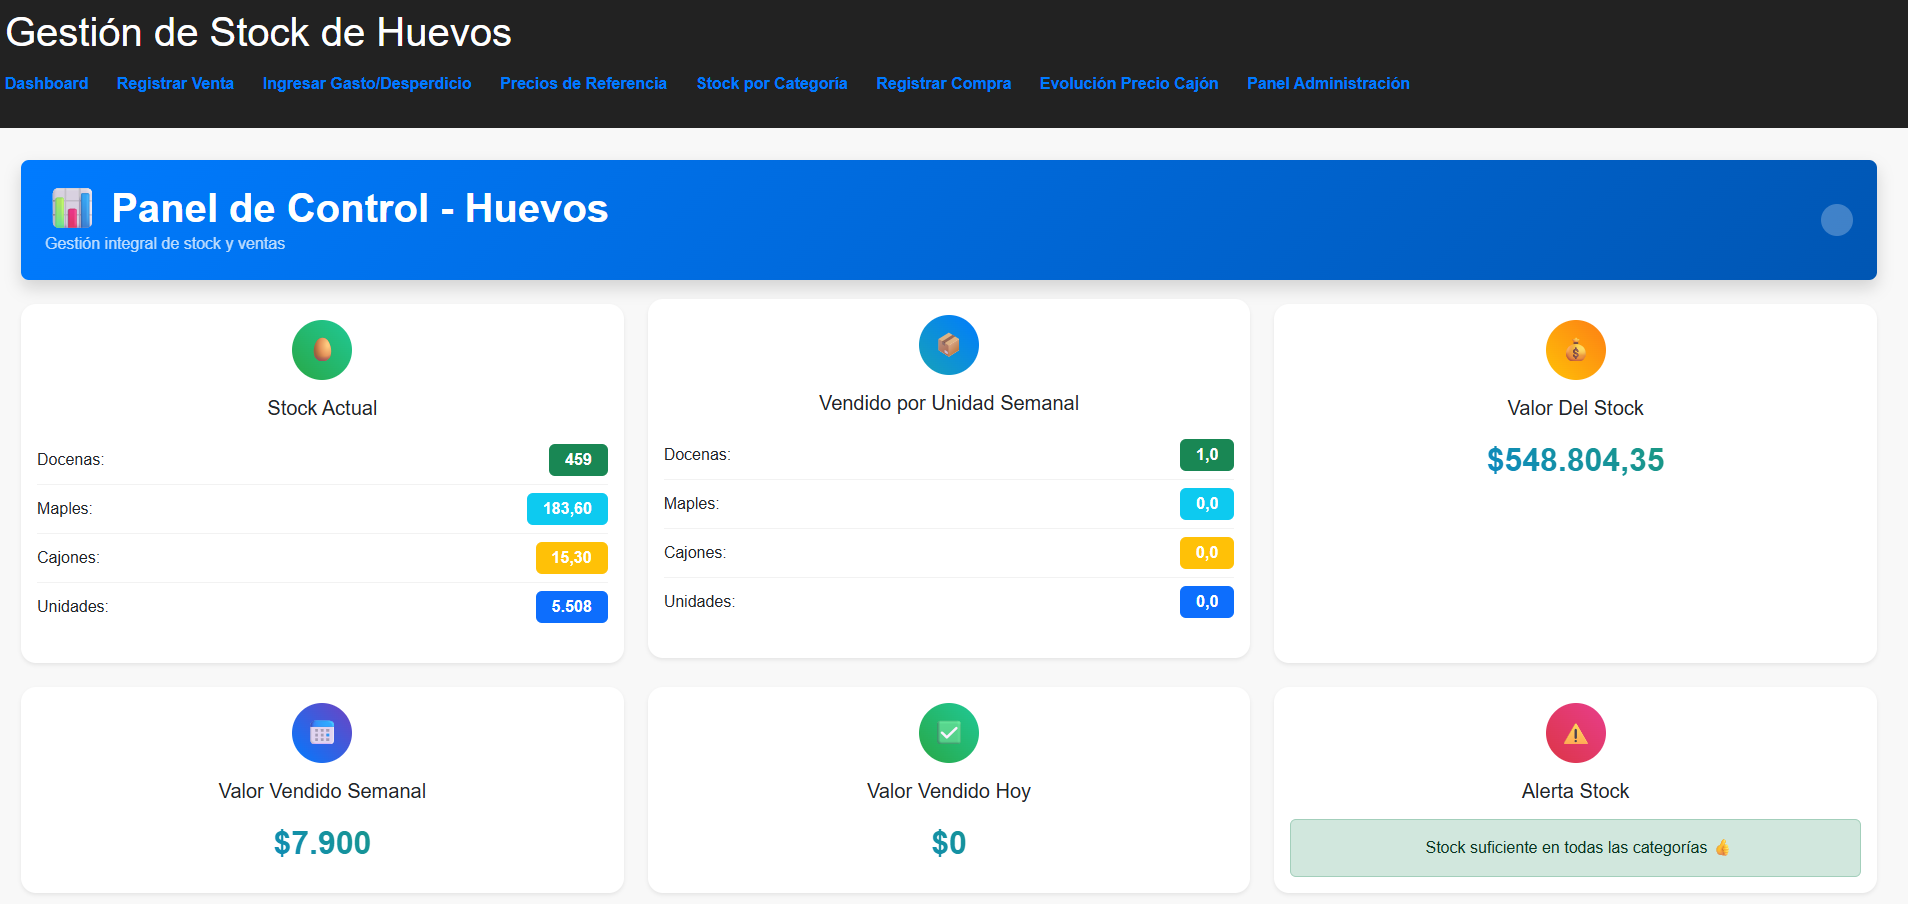 Gestión de Stock de Huevos
Dashboard Registrar Venta Ingresar Gasto/Desperdicio Precios de Referencia Stock por Categoría Registrar Compra Evolución Precio Cajón Panel Administración
Panel de Control - Huevos
Gestión integral de stock y ventas
Stock Actual
Docenas: 459
Maples: 183,60
Cajones: 15,30
Unidades: 5.508
Vendido por Unidad Semanal
Docenas: 1,0
Maples: 0,0
Cajones: 0,0
Unidades: 0,0
Valor Del Stock
$548.804,35
Valor Vendido Semanal
$7.900
Valor Vendido Hoy
$0
Alerta Stock
Stock suficiente en todas las categorías 👍